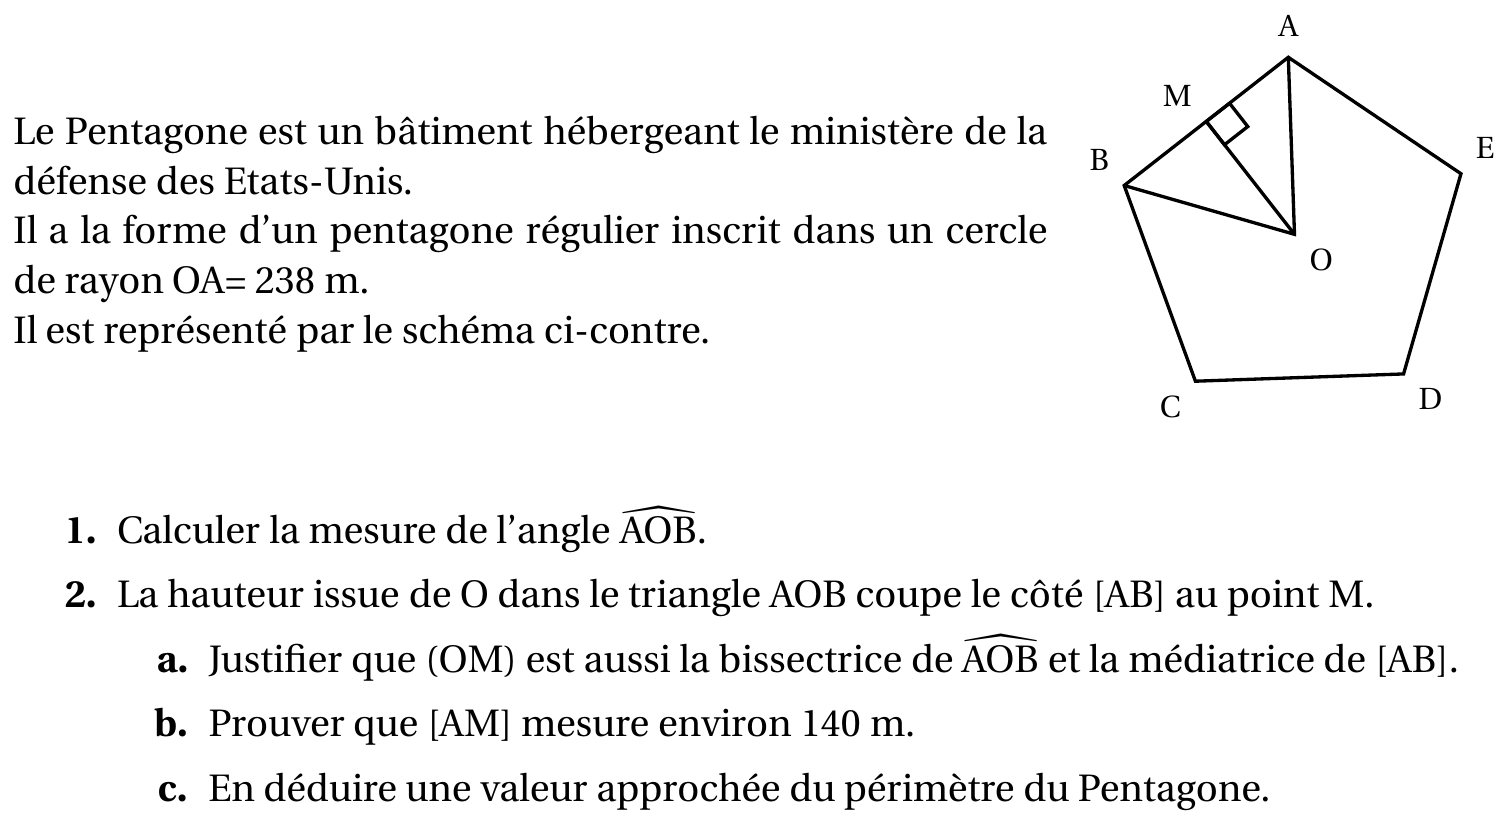 Le Pentagone est un bâtiment hébergeant le ministère de la
défense des Etats-Unis.
Il a la forme d'un pentagone régulier inscrit dans un cercle
de rayon OA= 238 m.
Il est représenté par le schéma ci-contre.
A
M
B
E
O
C
D
1. Calculer la mesure de l'angle $\widehat{\text{AOB}}$.
2. La hauteur issue de O dans le triangle AOB coupe le côté [AB] au point M.
a. Justifier que (OM) est aussi la bissectrice de $\widehat{\text{AOB}}$ et la médiatrice de [AB].
b. Prouver que [AM] mesure environ 140 m.
c. En déduire une valeur approchée du périmètre du Pentagone.